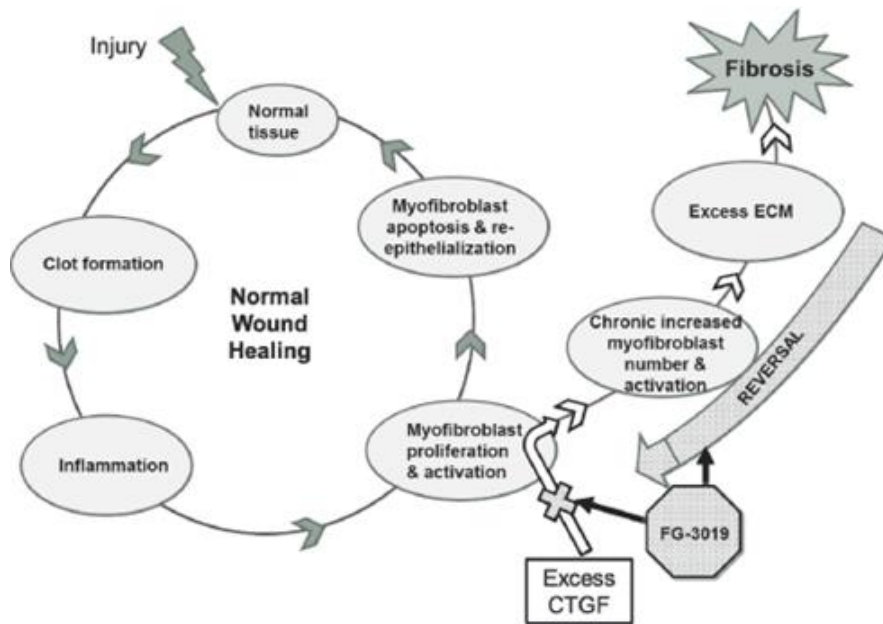 Injury
Normal
tissue
Clot formation
Inflammation
Normal
Wound
Healing
Myofibroblast
apoptosis & re-
epithelialization
Myofibroblast
proliferation
& activation
Fibrosis
Excess ECM
Chronic increased
myofibroblast
number &
activation
REVERSAL
FG-3019
Excess
CTGF